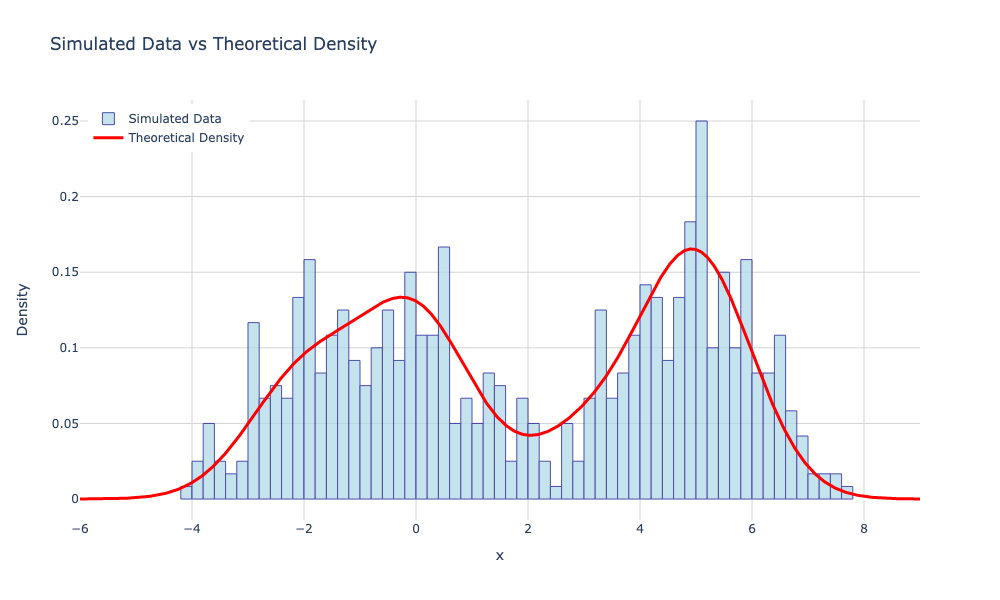 Simulated Data vs Theoretical Density
Simulated Data
Theoretical Density
0.25
0.2
0.15
0.1
0.05
0
Density
−6
−4
−2
0
2
4
6
8
x